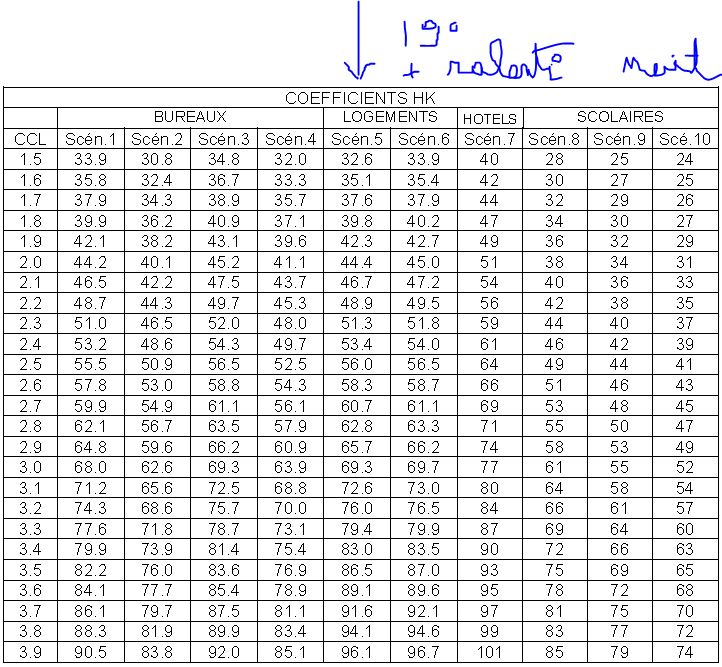 19°
+ ralenti nuit
COEFFICIENTS HK
BUREAUX LOGEMENTS HOTELS SCOLAIRES
CCL Scén.1 Scén.2 Scén.3 Scén.4 Scén.5 Scén.6 Scén.7 Scén.8 Scén.9 Scé.10
1.5 33.9 30.8 34.8 32.0 32.6 33.9 40 28 25 24
1.6 35.8 32.4 36.7 33.3 35.1 35.4 42 30 27 25
1.7 37.9 34.3 38.9 35.7 37.6 37.9 44 32 29 26
1.8 39.9 36.2 40.9 37.1 39.8 40.2 47 34 30 27
1.9 42.1 38.2 43.1 39.6 42.3 42.7 49 36 32 29
2.0 44.2 40.1 45.2 41.1 44.4 45.0 51 38 34 31
2.1 46.5 42.2 47.5 43.7 46.7 47.2 54 40 36 33
2.2 48.7 44.3 49.7 45.3 48.9 49.5 56 42 38 35
2.3 51.0 46.5 52.0 48.0 51.3 51.8 59 44 40 37
2.4 53.2 48.6 54.3 49.7 53.4 54.0 61 46 42 39
2.5 55.5 50.9 56.5 52.5 56.0 56.5 64 49 44 41
2.6 57.8 53.0 58.8 54.3 58.3 58.7 66 51 46 43
2.7 59.9 54.9 61.1 56.1 60.7 61.1 69 53 48 45
2.8 62.1 56.7 63.5 57.9 62.8 63.3 71 55 50 47
2.9 64.8 59.6 66.2 60.9 65.7 66.2 74 58 53 49
3.0 68.0 62.6 69.3 63.9 69.3 69.7 77 61 55 52
3.1 71.2 65.6 72.5 68.8 72.6 73.0 80 64 58 54
3.2 74.3 68.6 75.7 70.0 76.0 76.5 84 66 61 57
3.3 77.6 71.8 78.7 73.1 79.4 79.9 87 69 64 60
3.4 79.9 73.9 81.4 75.4 83.0 83.5 90 72 66 63
3.5 82.2 76.0 83.6 76.9 86.5 87.0 93 75 69 65
3.6 84.1 77.7 85.4 78.9 89.1 89.6 95 78 72 68
3.7 86.1 79.7 87.5 81.1 91.6 92.1 97 81 75 70
3.8 88.3 81.9 89.9 83.4 94.1 94.6 99 83 77 72
3.9 90.5 83.8 92.0 85.1 96.1 96.7 101 85 79 74